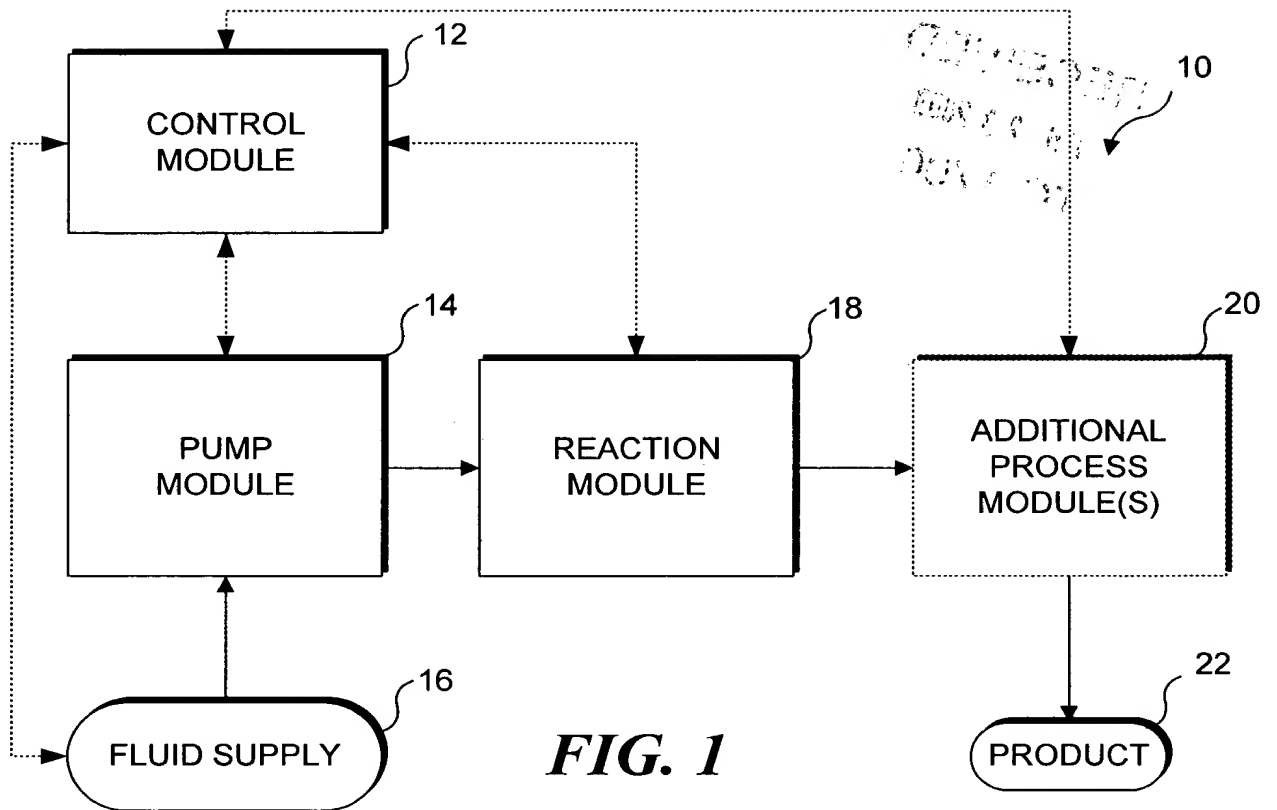 12
10
CONTROL
MODULE
14
18
20
PUMP
MODULE
REACTION
MODULE
ADDITIONAL
PROCESS
MODULE(S)
16
22
FLUID SUPPLY
FIG. 1
PRODUCT